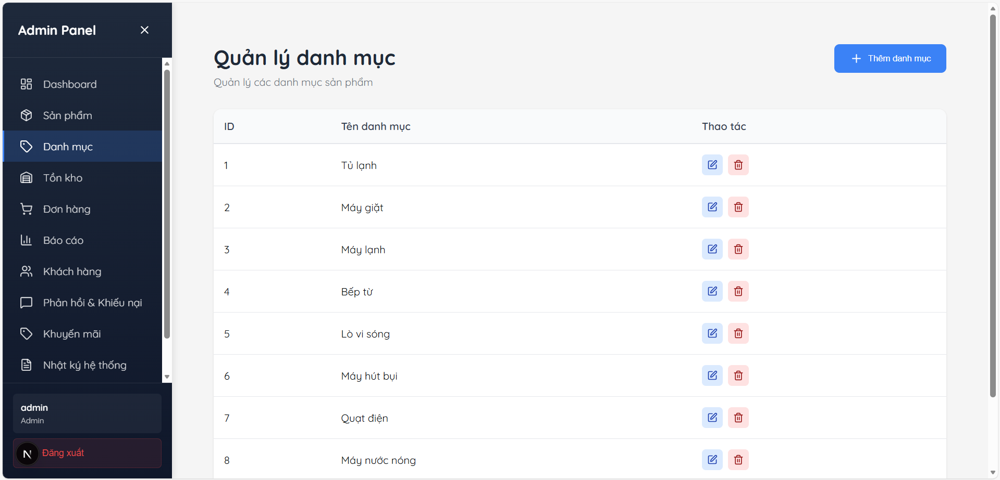 Admin Panel
Dashboard
Sản phẩm
Danh mục
Tồn kho
Đơn hàng
Báo cáo
Khách hàng
Phản hồi & Khiếu nại
Khuyến mãi
Nhật ký hệ thống
admin
Admin
N Đăng xuất
Quản lý danh mục
Quản lý các danh mục sản phẩm
Thêm danh mục
ID Tên danh mục Thao tác
1 Tủ lạnh
2 Máy giặt
3 Máy lạnh
4 Bếp từ
5 Lò vi sóng
6 Máy hút bụi
7 Quạt điện
8 Máy nước nóng